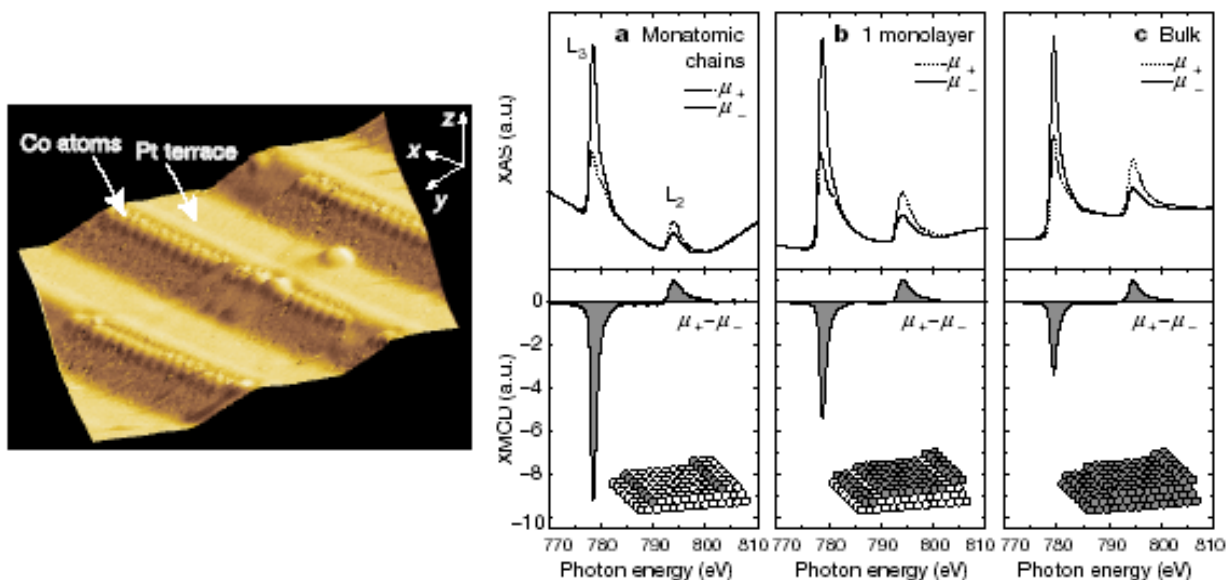 Co atoms
Pt terrace
z
x
y
XAS (a.u.)
a Monatomic
chains
L3
μ+
μ−
L2
b 1 monolayer
μ+
μ−
c Bulk
μ+
μ−
XMCD (a.u.)
0
−2
−4
−6
−8
−10
μ+−μ−
μ+−μ−
μ+−μ−
770 780 790 800 810
770 780 790 800 810
770 780 790 800 810
Photon energy (eV)
Photon energy (eV)
Photon energy (eV)